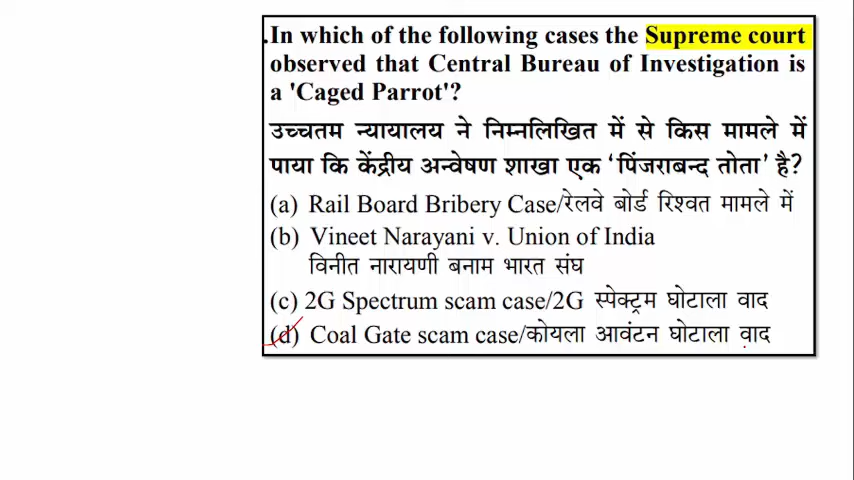 .In which of the following cases the Supreme court
observed that Central Bureau of Investigation is
a 'Caged Parrot'?
उच्चतम न्यायालय ने निम्नलिखित में से किस मामले में
पाया कि केंद्रीय अन्वेषण शाखा एक ‘पिंजराबन्द तोता’ है?
(a) Rail Board Bribery Case/रेलवे बोर्ड रिश्वत मामले में
(b) Vineet Narayani v. Union of India
विनीत नारायणी बनाम भारत संघ
(c) 2G Spectrum scam case/2G स्पेक्ट्रम घोटाला वाद
(d) Coal Gate scam case/कोयला आवंटन घोटाला वाद